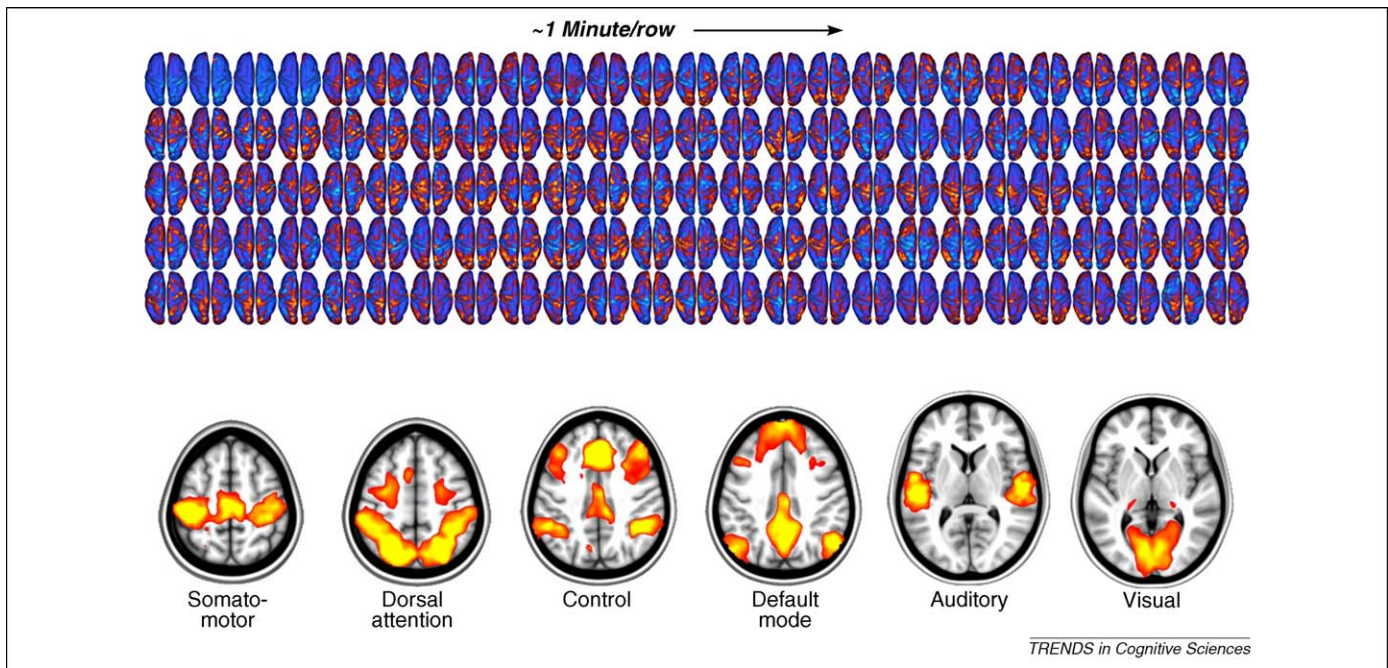 ~1 Minute/row
Somato-
motor
Dorsal
attention
Control
Default
mode
Auditory
Visual
TRENDS in Cognitive Sciences